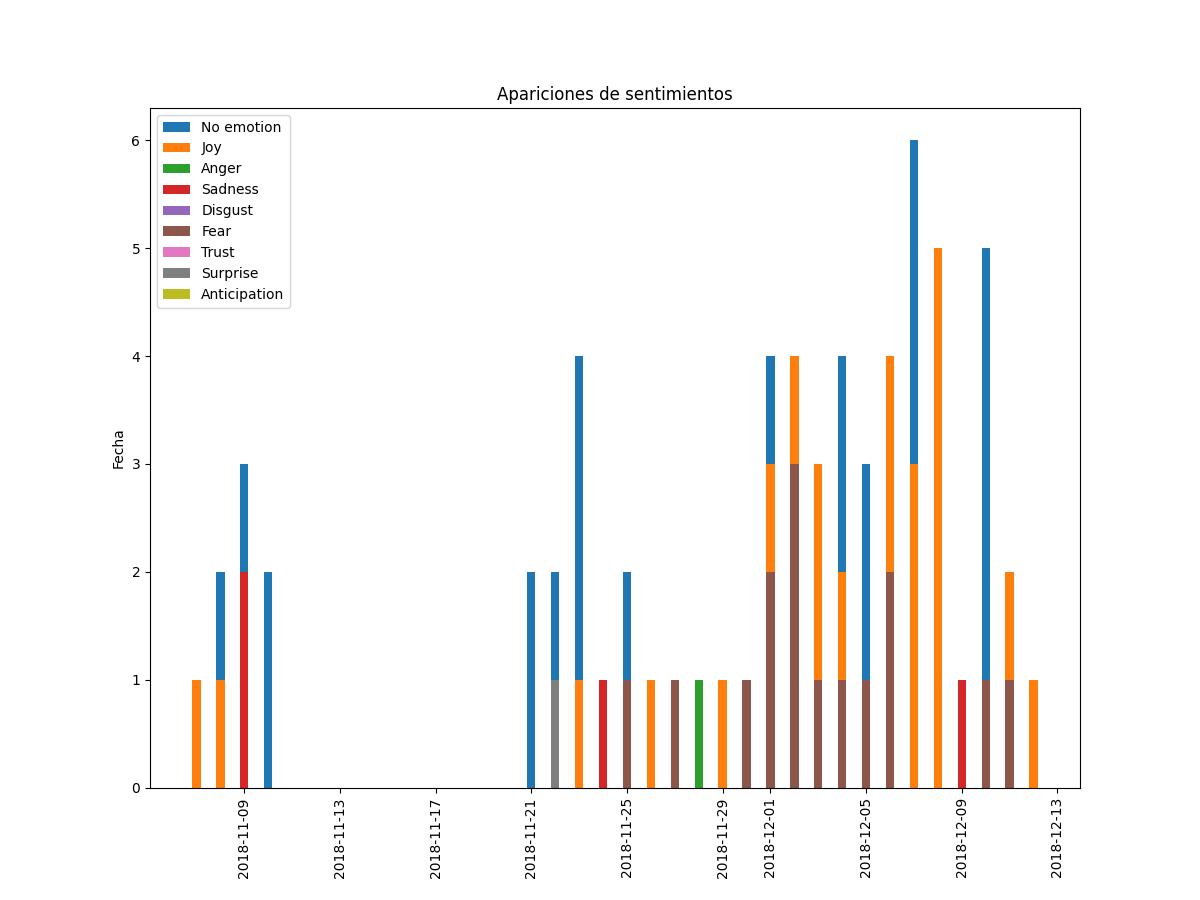 Apariciones de sentimientos
No emotion
Joy
Anger
Sadness
Disgust
Fear
Trust
Surprise
Anticipation
6
5
4
3
2
1
0
Fecha
2018-11-09
2018-11-13
2018-11-17
2018-11-21
2018-11-25
2018-11-29
2018-12-01
2018-12-05
2018-12-09
2018-12-13